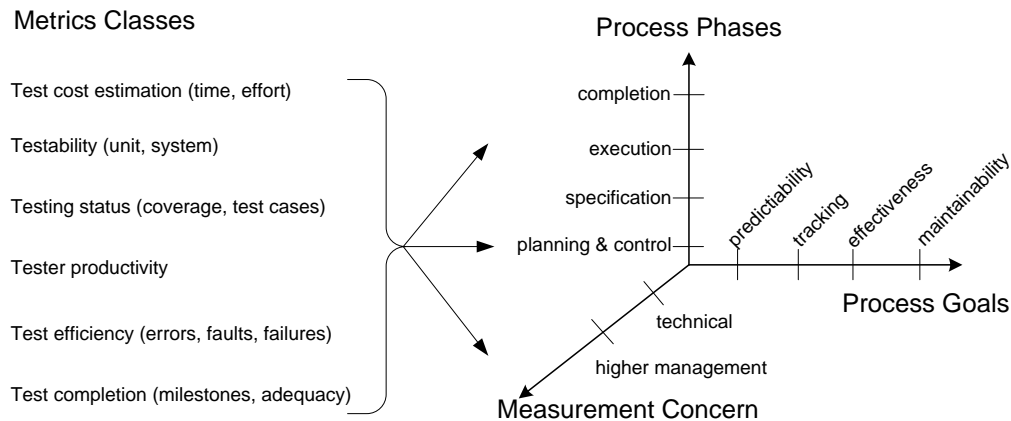 Metrics Classes
Test cost estimation (time, effort)
Testability (unit, system)
Testing status (coverage, test cases)
Tester productivity
Test efficiency (errors, faults, failures)
Test completion (milestones, adequacy)
Process Phases
completion
execution
specification
planning & control
predictiability
tracking
effectiveness
maintainability
Process Goals
technical
higher management
Measurement Concern